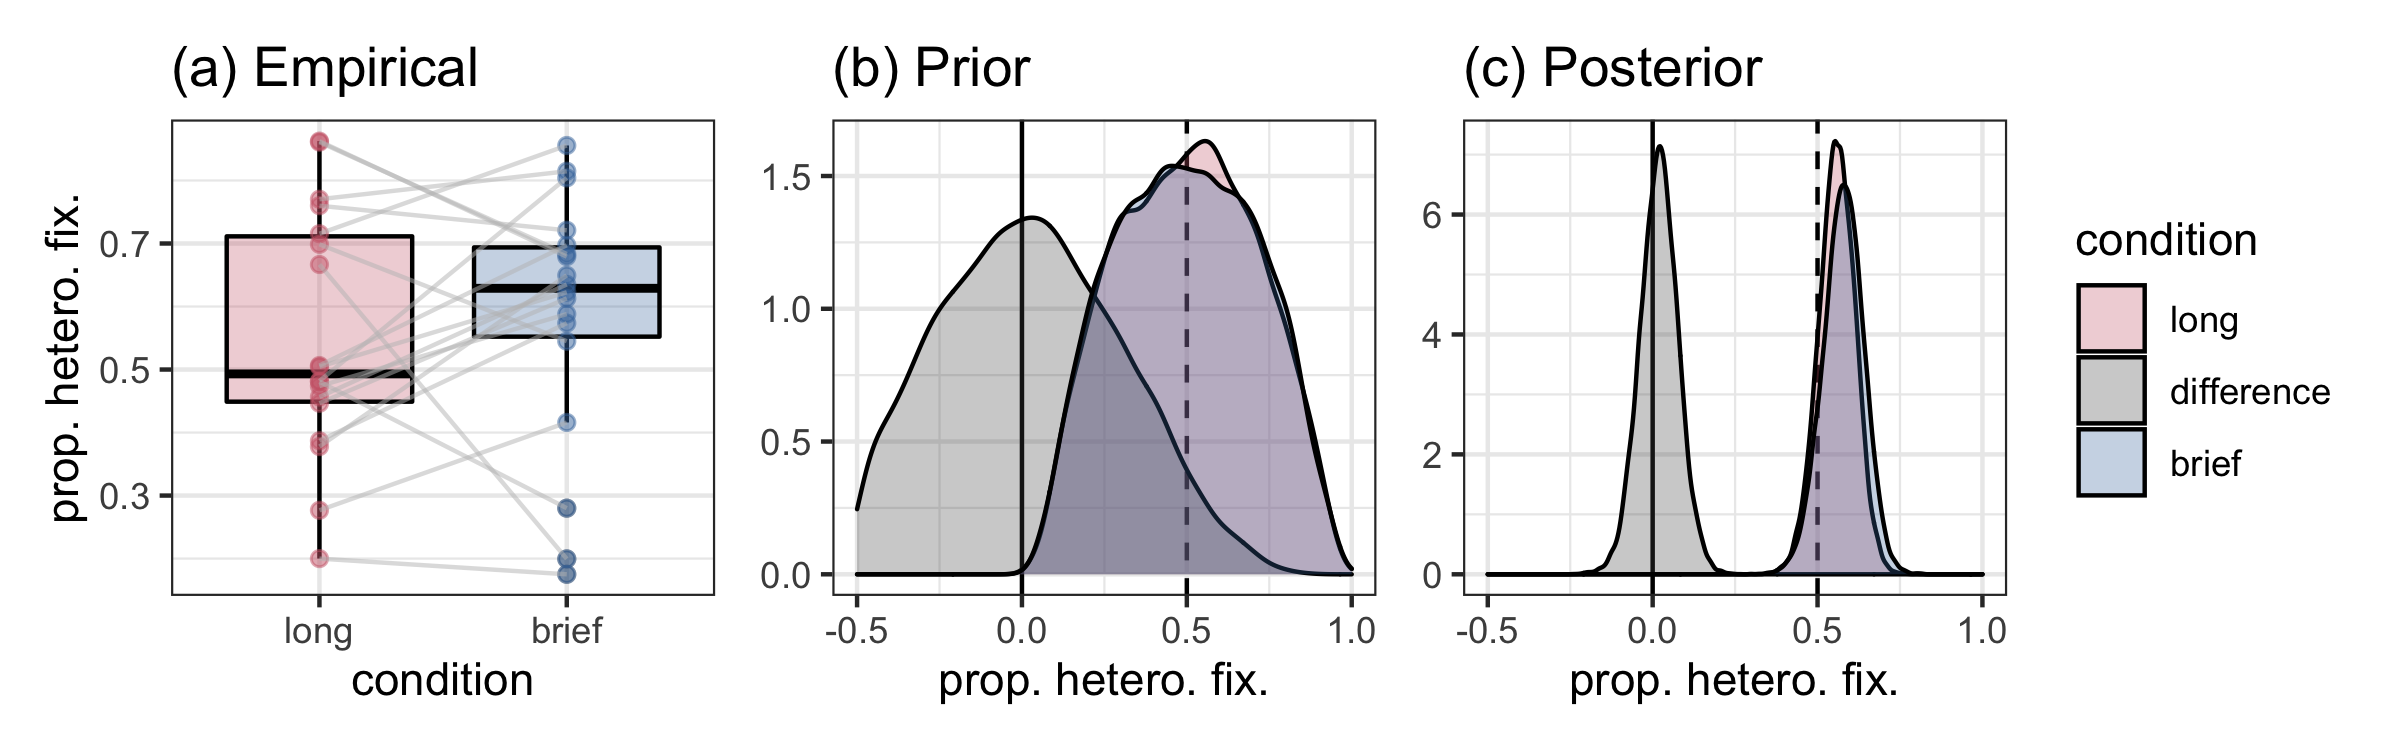 (a) Empirical
prop. hetero. fix.
0.7
0.5
0.3
long brief
condition
(b) Prior
1.5
1.0
0.5
0.0
-0.5 0.0 0.5 1.0
prop. hetero. fix.
(c) Posterior
6
4
2
0
-0.5 0.0 0.5 1.0
prop. hetero. fix.
condition
long
difference
brief